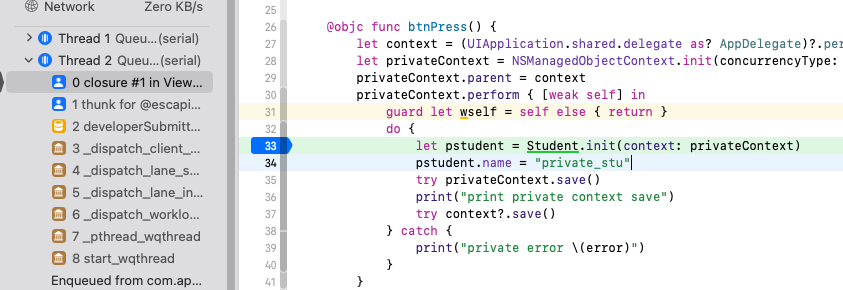 Network Zero KB/s
Thread 1 Queu...(serial)
Thread 2 Queu...(serial)
0 closure #1 in View...
1 thunk for @escapi...
2 developerSubmitt...
3 _dispatch_client_...
4 _dispatch_lane_s...
5 _dispatch_lane_in...
6 _dispatch_worklo...
7 _pthread_wqthread
8 start_wqthread
Enqueued from com.ap...
25
26 @objc func btnPress() {
27 let context = (UIApplication.shared.delegate as? AppDelegate)?.per
28 let privateContext = NSManagedObjectContext.init(concurrencyType:
29 privateContext.parent = context
30 privateContext.perform { [weak self] in
31 guard let wself = self else { return }
32 do {
33 let pstudent = Student.init(context: privateContext)
34 pstudent.name = "private_stu"
35 try privateContext.save()
36 print("print private context save")
37 try context?.save()
38 } catch {
39 print("private error \(error)")
40 }
41 }